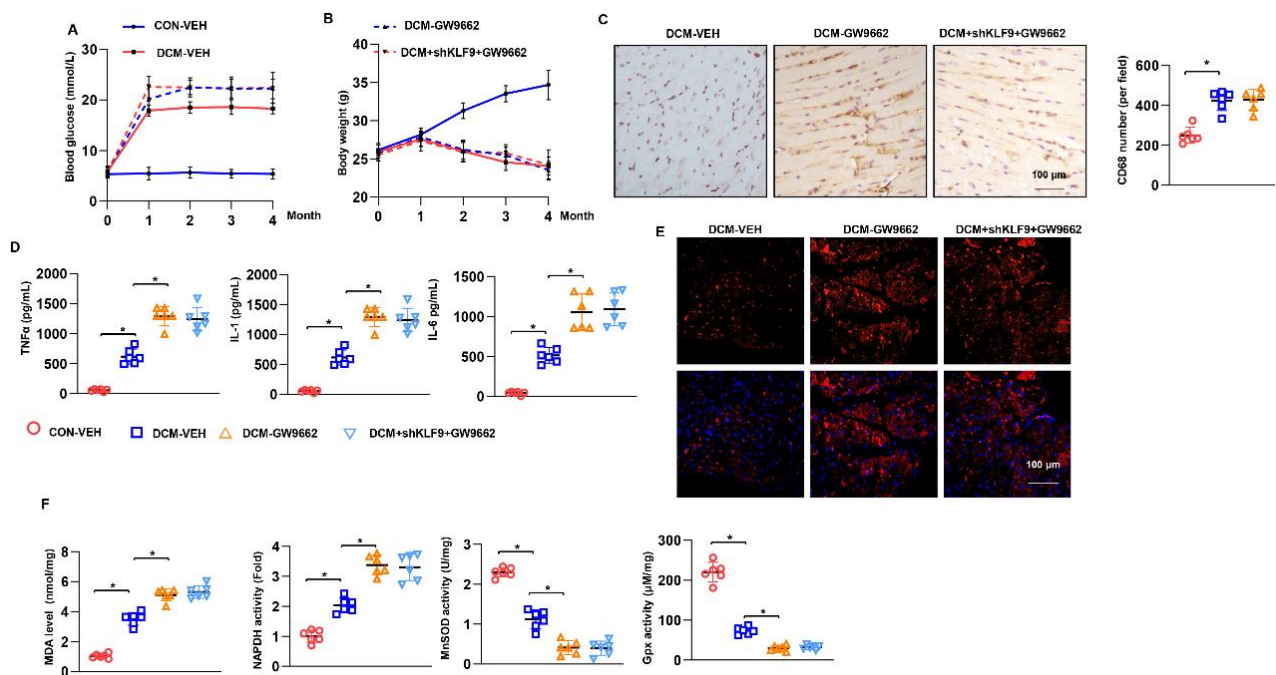 A
CON-VEH
DCM-VEH
Blood glucose (mmol/L)
30
20
10
0
0 1 2 3 4 Month
B
DCM-GW9662
DCM+shKLF9+GW9662
Body weight (g)
40
35
30
25
20
0 1 2 3 4 Month
C
DCM-VEH DCM-GW9662 DCM+shKLF9+GW9662
100 μm
CD68 number (per field)
600
400
200
0
*
D
TNFα (pg/mL)
2000
1500
1000
500
0
* *
IL-1 (pg/mL)
2000
1500
1000
500
0
* *
IL-6 pg/mL)
1500
1000
500
0
* *
CON-VEH DCM-VEH DCM-GW9662 DCM+shKLF9+GW9662
E
DCM-VEH DCM-GW9662 DCM+shKLF9+GW9662
100 μm
F
MDA level (nmol/mg)
8
6
4
2
0
* *
NAPDH activity (Fold)
5
4
3
2
1
0
* *
MnSOD activity (U/mg)
3
2
1
0
* *
Gpx activity (μM/mg)
300
200
100
0
* *